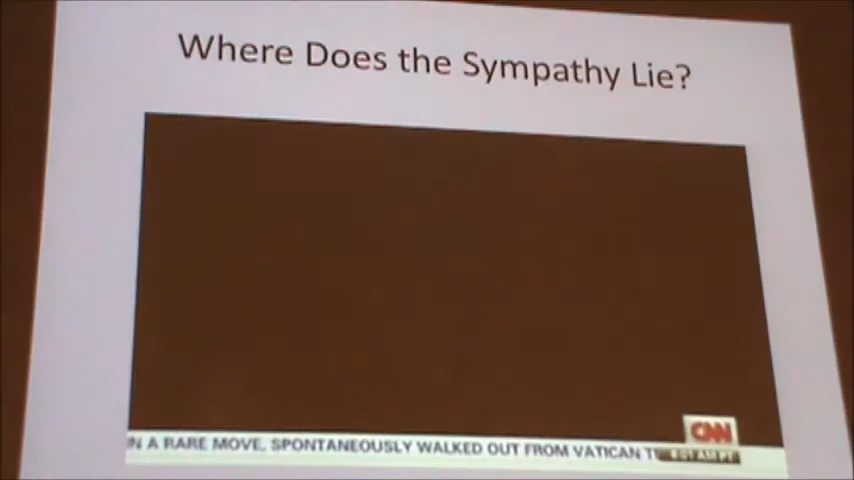 Where Does the Sympathy Lie?
CNN
N A RARE MOVE, SPONTANEOUSLY WALKED OUT FROM VATICAN